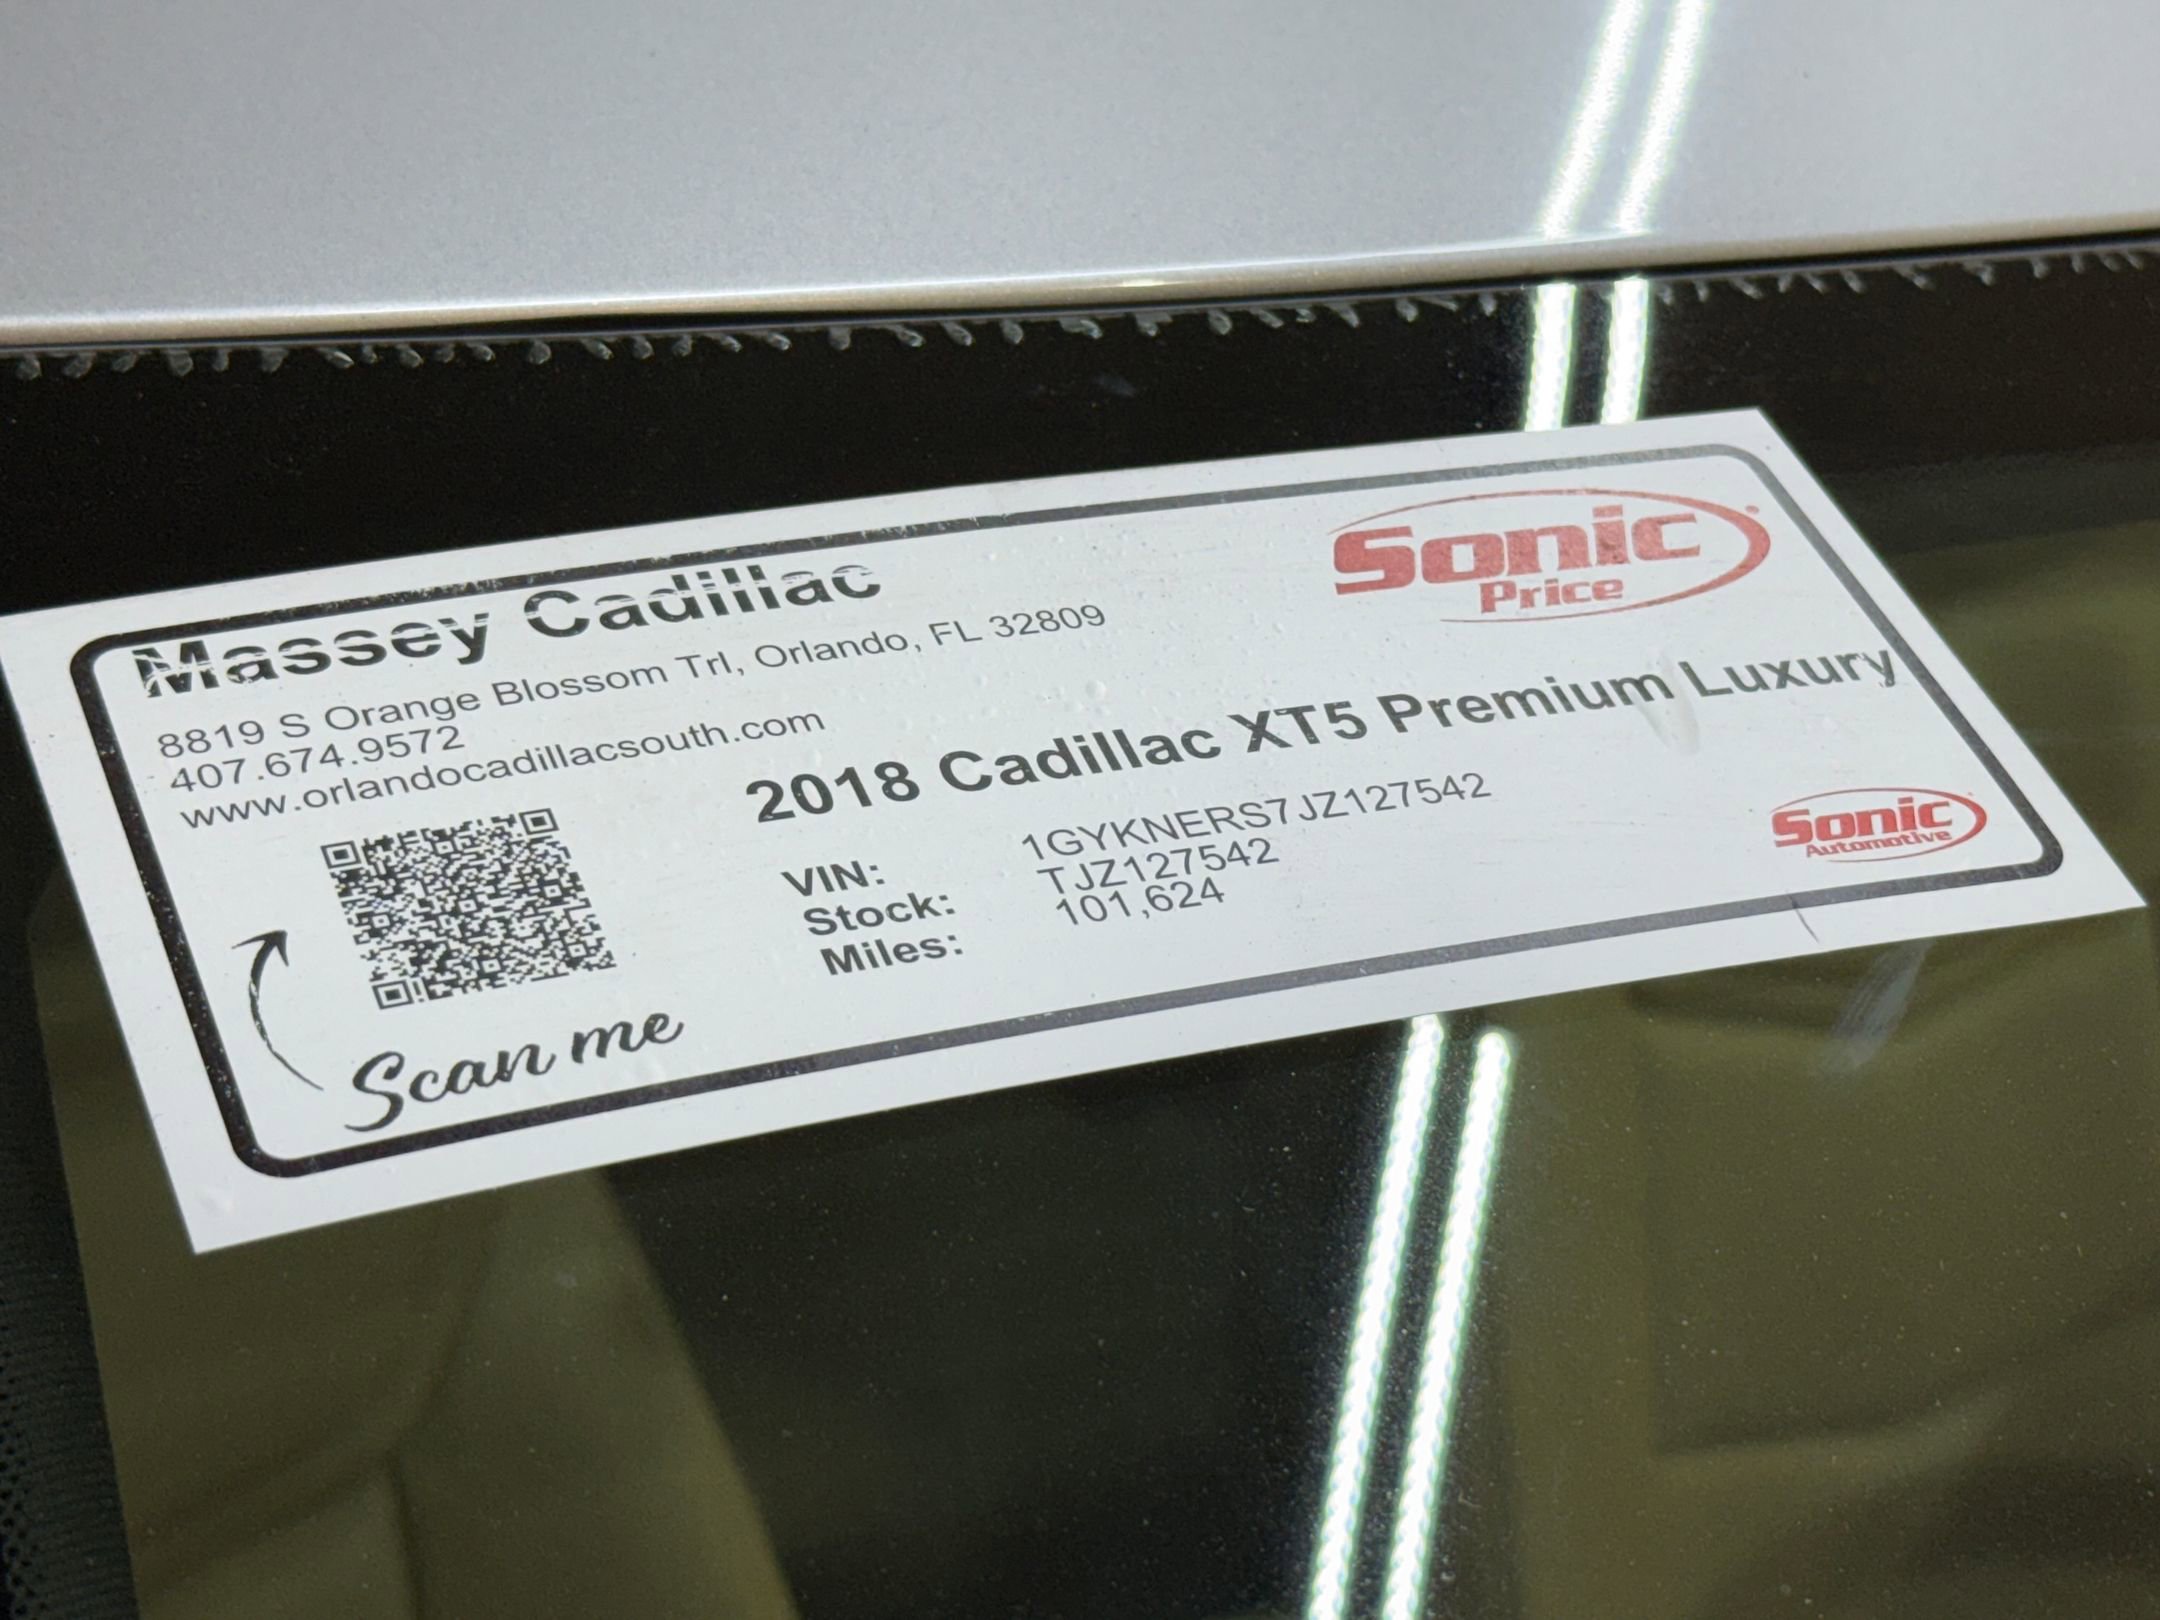 Massey Cadillac
8819 S Orange Blossom Trl, Orlando, FL 32809
407.674.9572
www.orlandocadillacsouth.com
Sonic
Price
2018 Cadillac XT5 Premium Luxury
VIN: 1GYKNERS7JZ127542
Stock: TJZ127542
Miles: 101,624
Scan me
Sonic
Automotive